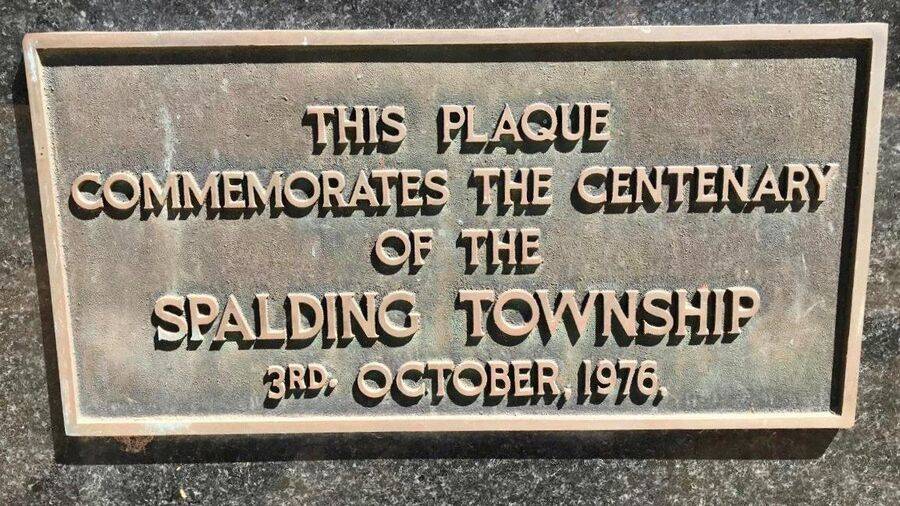 THIS PLAQUE
COMMEMORATES THE CENTENARY
OF THE
SPALDING TOWNSHIP
3RD. OCTOBER, 1976.